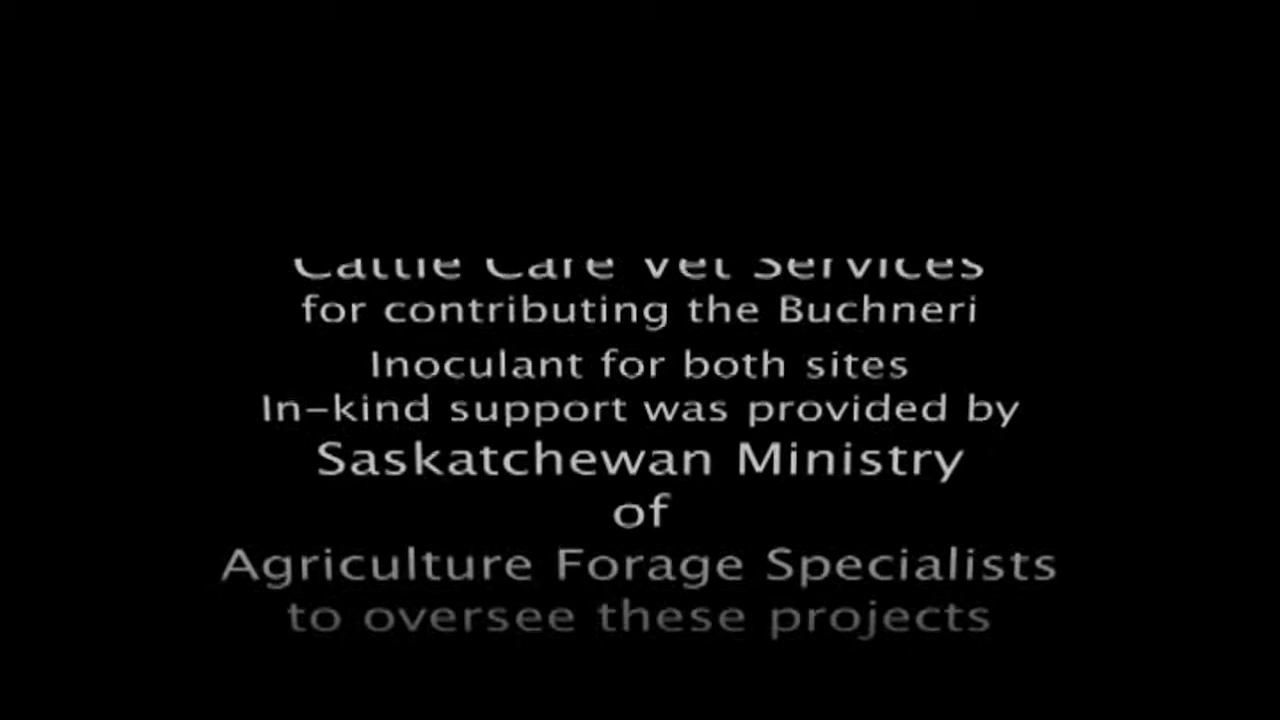 Cattle Care Vet Services
for contributing the Buchneri
Inoculant for both sites
In-kind support was provided by
Saskatchewan Ministry
of
Agriculture Forage Specialists
to oversee these projects